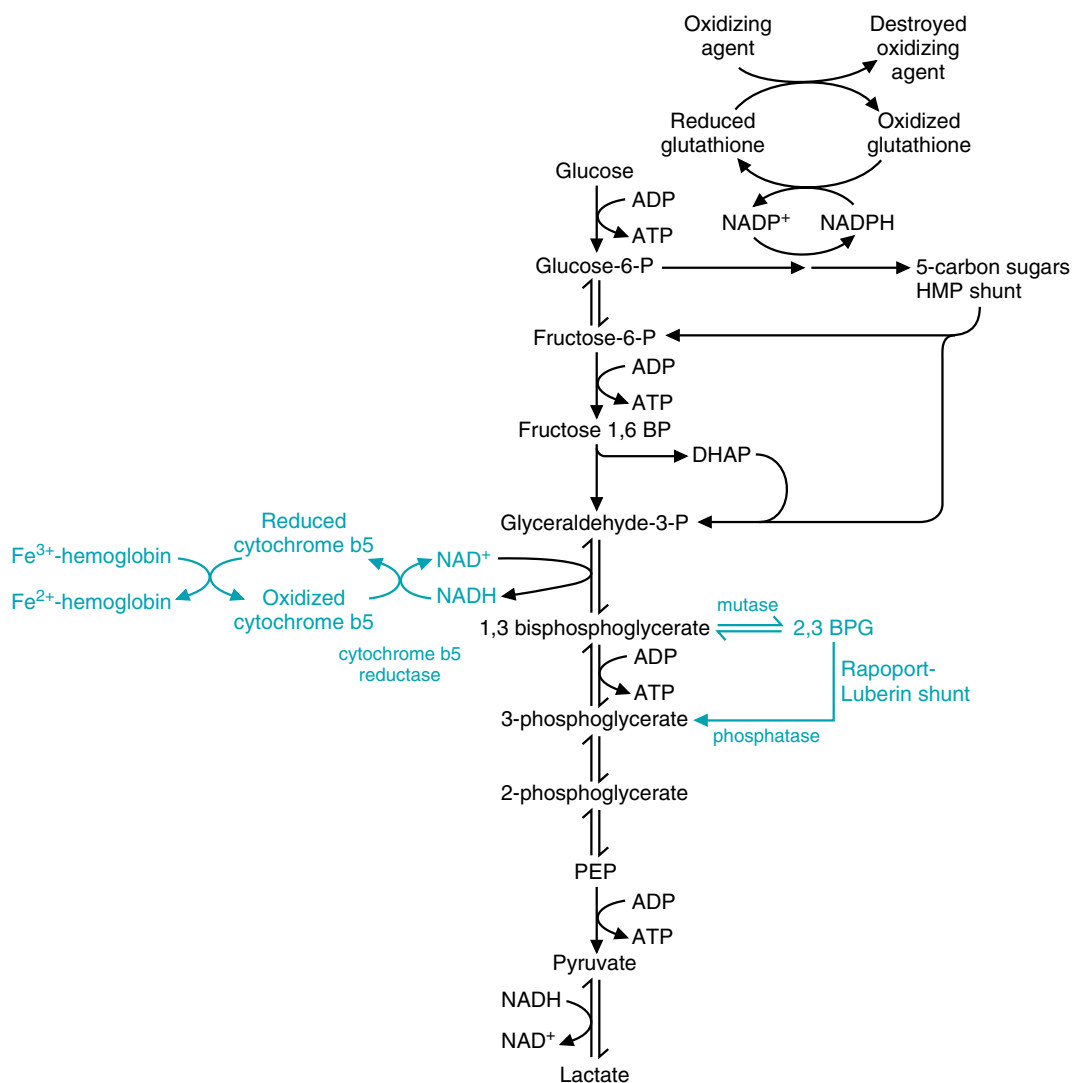 Oxidizing
agent
Destroyed
oxidizing
agent
Reduced
glutathione
Oxidized
glutathione
Glucose
ADP
ATP
NADP+
NADPH
Glucose-6-P
5-carbon sugars
HMP shunt
Fructose-6-P
ADP
ATP
Fructose 1,6 BP
DHAP
Glyceraldehyde-3-P
Reduced
cytochrome b5
Fe3+-hemoglobin
NAD+
Fe2+-hemoglobin
Oxidized
cytochrome b5
NADH
cytochrome b5
reductase
1,3 bisphosphoglycerate
mutase
2,3 BPG
ADP
ATP
Rapoport-
Luberin shunt
3-phosphoglycerate
phosphatase
2-phosphoglycerate
PEP
ADP
ATP
Pyruvate
NADH
NAD+
Lactate